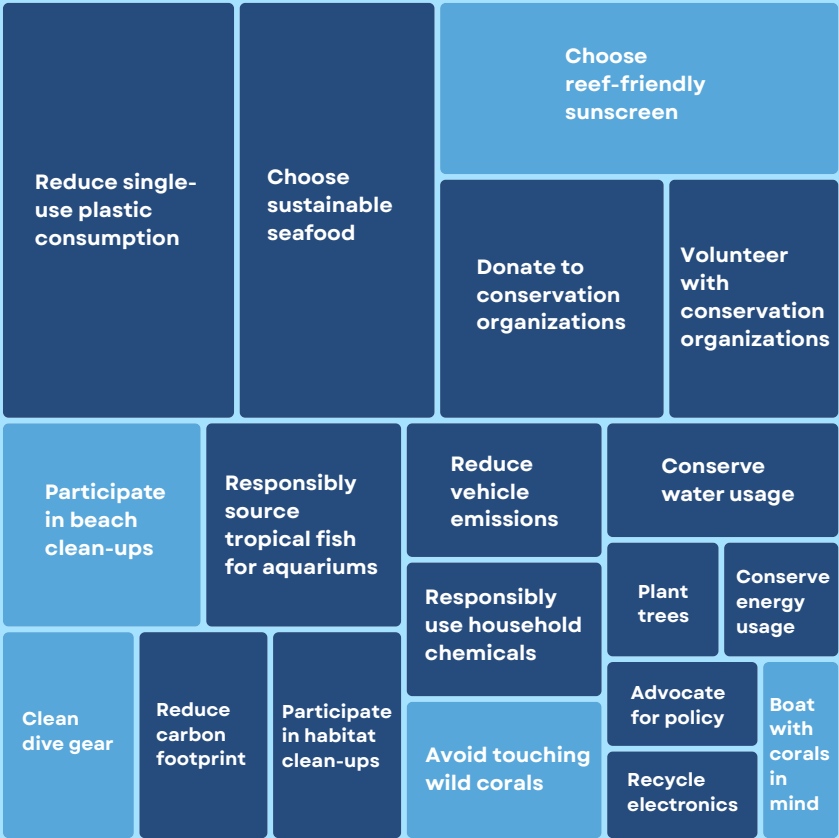 Reduce single-
use plastic
consumption
Choose
sustainable
seafood
Choose
reef-friendly
sunscreen
Donate to
conservation
organizations
Volunteer
with
conservation
organizations
Participate
in beach
clean-ups
Responsibly
source
tropical fish
for aquariums
Reduce
vehicle
emissions
Conserve
water usage
Responsibly
use household
chemicals
Plant
trees
Conserve
energy
usage
Clean
dive gear
Reduce
carbon
footprint
Participate
in habitat
clean-ups
Avoid touching
wild corals
Advocate
for policy
Recycle
electronics
Boat
with
corals
in
mind